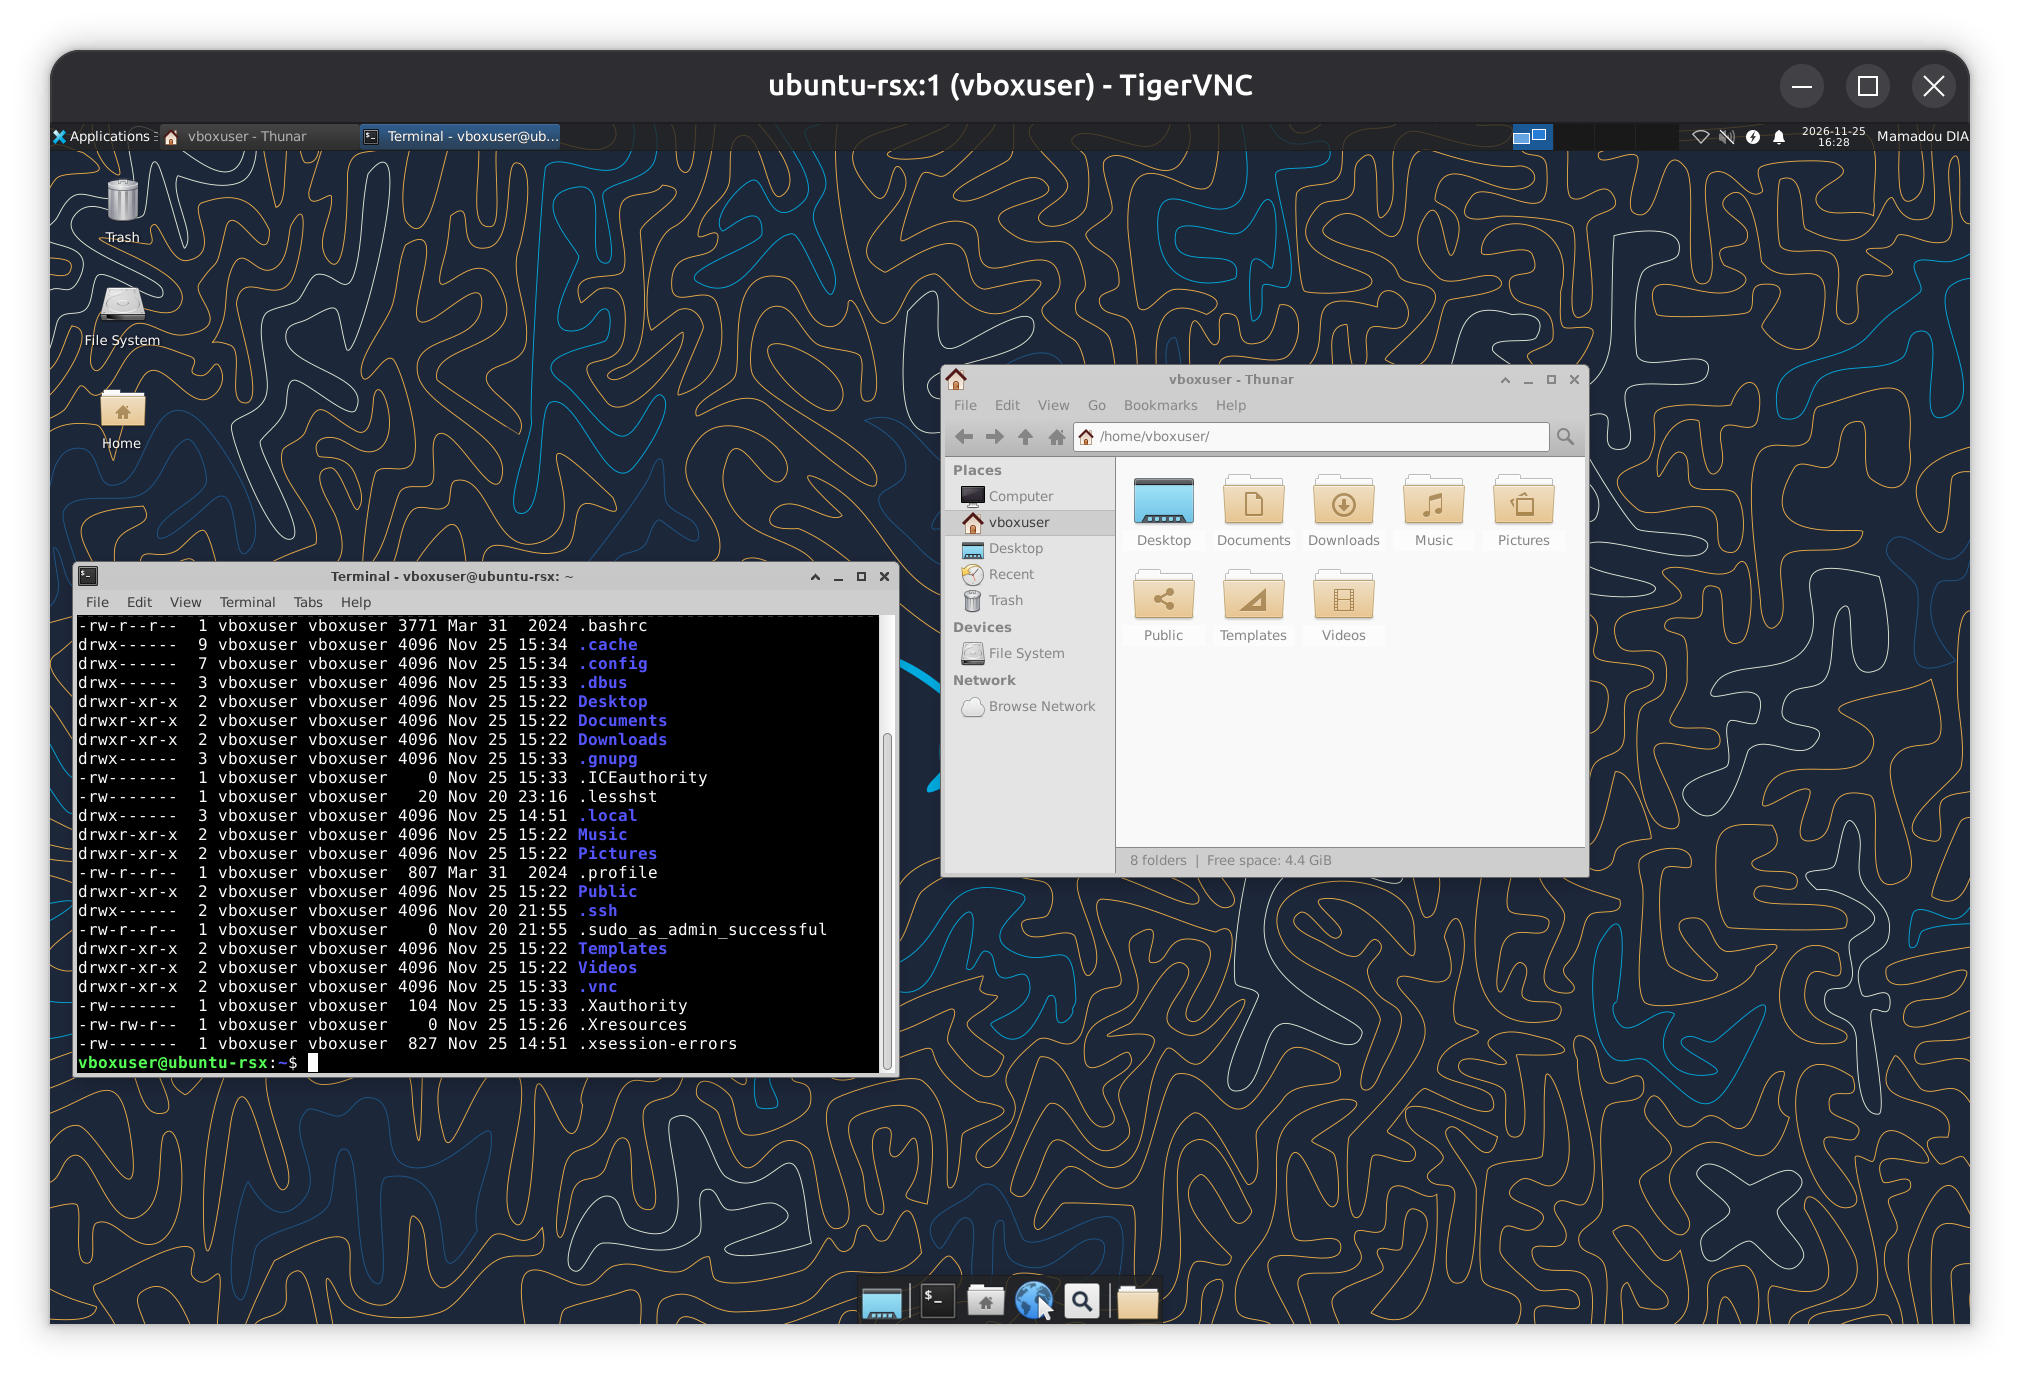 ubuntu-rsx:1 (vboxuser) - TigerVNC
Applications vboxuser - Thunar Terminal - vboxuser@ub... 2026-11-25 Mamadou DIA
16:28
Trash
File System
Home
vboxuser - Thunar
File Edit View Go Bookmarks Help
/home/vboxuser/
Places
Computer
vboxuser
Desktop
Recent
Trash
Devices
File System
Network
Browse Network
Desktop Documents Downloads Music Pictures
Public Templates Videos
8 folders | Free space: 4.4 GiB
Terminal - vboxuser@ubuntu-rsx: ~
File Edit View Terminal Tabs Help
-rw-r--r-- 1 vboxuser vboxuser 3771 Mar 31 2024 .bashrc
drwx------ 9 vboxuser vboxuser 4096 Nov 25 15:34 .cache
drwx------ 7 vboxuser vboxuser 4096 Nov 25 15:34 .config
drwx------ 3 vboxuser vboxuser 4096 Nov 25 15:33 .dbus
drwxr-xr-x 2 vboxuser vboxuser 4096 Nov 25 15:22 Desktop
drwxr-xr-x 2 vboxuser vboxuser 4096 Nov 25 15:22 Documents
drwxr-xr-x 2 vboxuser vboxuser 4096 Nov 25 15:22 Downloads
drwx------ 3 vboxuser vboxuser 4096 Nov 25 15:33 .gnupg
-rw------- 1 vboxuser vboxuser 0 Nov 25 15:33 .ICEauthority
-rw------- 1 vboxuser vboxuser 20 Nov 20 23:16 .lesshst
drwx------ 3 vboxuser vboxuser 4096 Nov 25 14:51 .local
drwxr-xr-x 2 vboxuser vboxuser 4096 Nov 25 15:22 Music
drwxr-xr-x 2 vboxuser vboxuser 4096 Nov 25 15:22 Pictures
-rw-r--r-- 1 vboxuser vboxuser 807 Mar 31 2024 .profile
drwxr-xr-x 2 vboxuser vboxuser 4096 Nov 25 15:22 Public
drwx------ 2 vboxuser vboxuser 4096 Nov 20 21:55 .ssh
-rw-r--r-- 1 vboxuser vboxuser 0 Nov 20 21:55 .sudo_as_admin_successful
drwxr-xr-x 2 vboxuser vboxuser 4096 Nov 25 15:22 Templates
drwxr-xr-x 2 vboxuser vboxuser 4096 Nov 25 15:22 Videos
drwxr-xr-x 2 vboxuser vboxuser 4096 Nov 25 15:33 .vnc
-rw------- 1 vboxuser vboxuser 104 Nov 25 15:33 .Xauthority
-rw-rw-r-- 1 vboxuser vboxuser 0 Nov 25 15:26 .Xresources
-rw------- 1 vboxuser vboxuser 827 Nov 25 14:51 .xsession-errors
vboxuser@ubuntu-rsx:~$